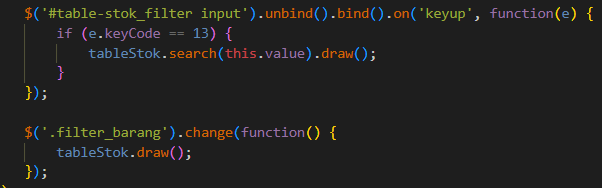 $('#table-stok_filter input').unbind().bind().on('keyup', function(e) {
    if (e.keyCode == 13) {
        tableStok.search(this.value).draw();
    }
});

$('.filter_barang').change(function() {
    tableStok.draw();
});